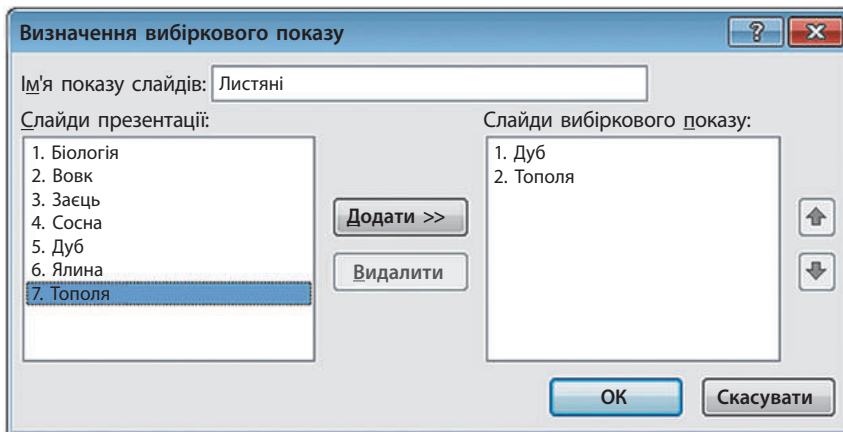 Визначення вибіркового показу
Ім'я показу слайдів: Листяні
Слайди презентації:
1. Біологія
2. Вовк
3. Заєць
4. Сосна
5. Дуб
6. Ялина
7. Тополя
Додати >>
Видалити
Слайди вибіркового показу:
1. Дуб
2. Тополя
ОК
Скасувати